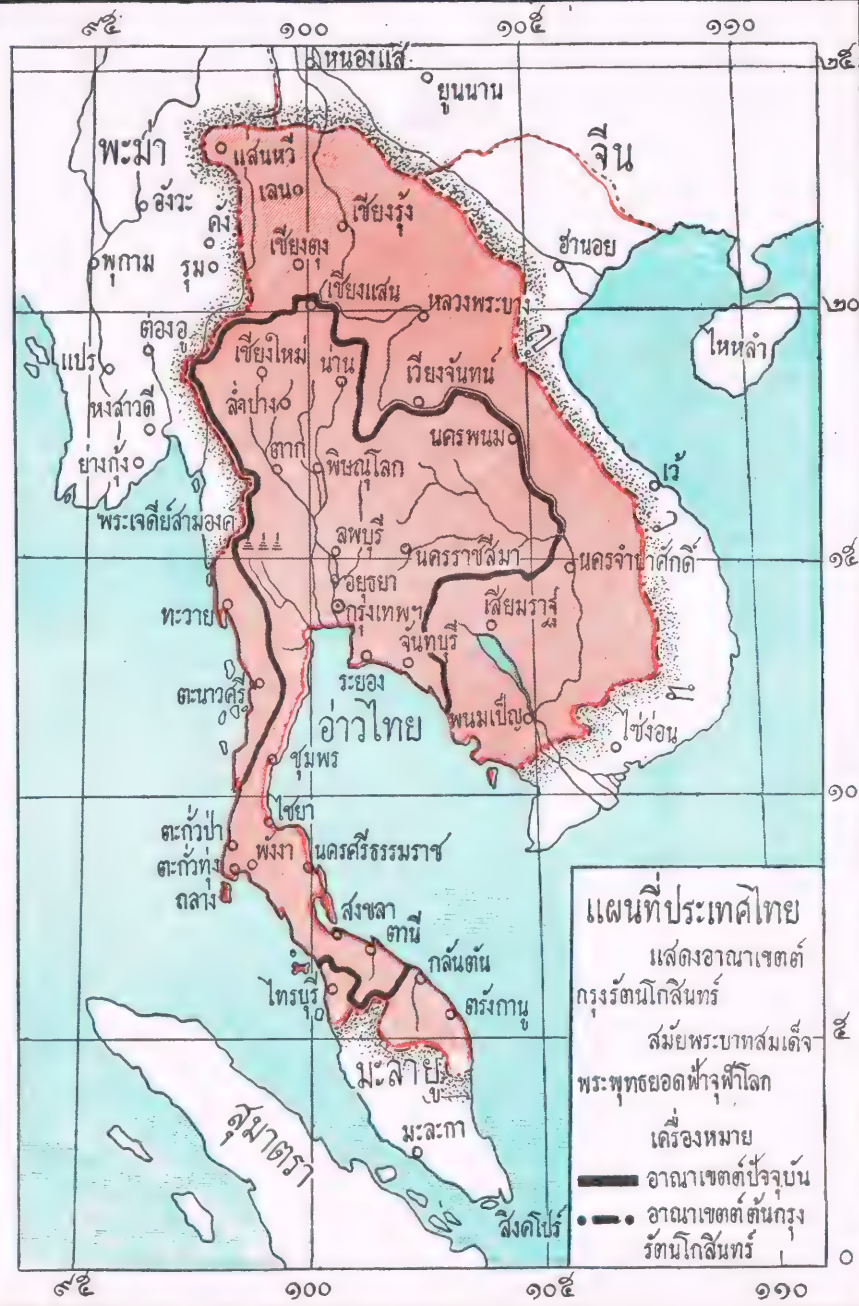 ๙๕ ๑๐๐ ๑๐๕ ๑๑๐
หนองแส
๒๕
ยูนนาน
พะม่า
จีน
แสนหวี
เลน
อังวะ
คัง
เชียงรุ้ง
ฮานอย
พุกาม
รุม
เชียงตุง
เชียงแสน
หลวงพระบาง
๒๐
ตองอู
ญ
ไหหลำ
แปร
เชียงใหม่
น่าน
เวียงจันทน์
ลำปาง
หงสาวดี
นครพนม
ย่างกุ้ง
ตาก
พิษณุโลก
เว้
พระเจดีย์สามองค์
ว
ลพบุรี
นครราชสีมา
นครจำปาศักดิ์
๑๕
อยุธยา
ทะวาย
กรุงเทพฯ
เสียมราฐ
จันทบุรี
ระยอง
ตะนาวศรี
น
อ่าวไทย
พนมเป็ญ
ไซ่ง่อน
ชุมพร
๑๐
ไชยา
ตะกั่วป่า
พังงา
นครศรีธรรมราช
ตะกั่วทุ่ง
ถลาง
สงขลา
ตานี
กลันตัน
ไทรบุรี
ตรังกานู
๕
มะลายู
สุมาตรา
มะละกา
สิงคโปร์
แผนที่ประเทศไทย
แสดงอาณาเขตต์
กรุงรัตนโกสินทร์
สมัยพระบาทสมเด็จ
พระพุทธยอดฟ้าจุฬาโลก
เครื่องหมาย
อาณาเขตต์ปัจจุบัน
อาณาเขตต์ต้นกรุง
รัตนโกสินทร์
๐
๙๕ ๑๐๐ ๑๐๕ ๑๑๐